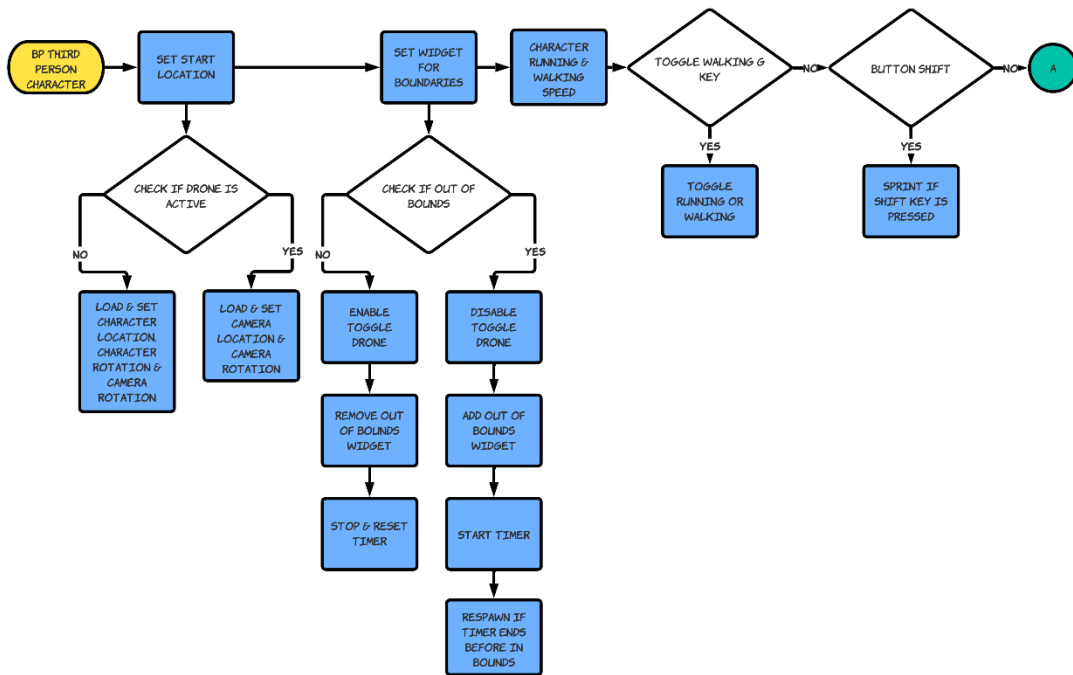 BP THIRD
PERSON
CHARACTER
SET START
LOCATION
SET WIDGET
FOR
BOUNDARIES
CHARACTER
RUNNING &
WALKING
SPEED
TOGGLE WALKING G
KEY
NO
BUTTON SHIFT
NO
A
YES
YES
CHECK IF DRONE IS
ACTIVE
CHECK IF OUT OF
BOUNDS
TOGGLE
RUNNING OR
WALKING
SPRINT IF
SHIFT KEY IS
PRESSED
NO
YES
NO
YES
LOAD & SET
CHARACTER
LOCATION,
CHARACTER
ROTATION &
CAMERA
ROTATION
LOAD & SET
CAMERA
LOCATION &
CAMERA
ROTATION
ENABLE
TOGGLE
DRONE
DISABLE
TOGGLE
DRONE
REMOVE OUT
OF BOUNDS
WIDGET
ADD OUT OF
BOUNDS
WIDGET
STOP & RESET
TIMER
START TIMER
RESPAWN IF
TIMER ENDS
BEFORE IN
BOUNDS